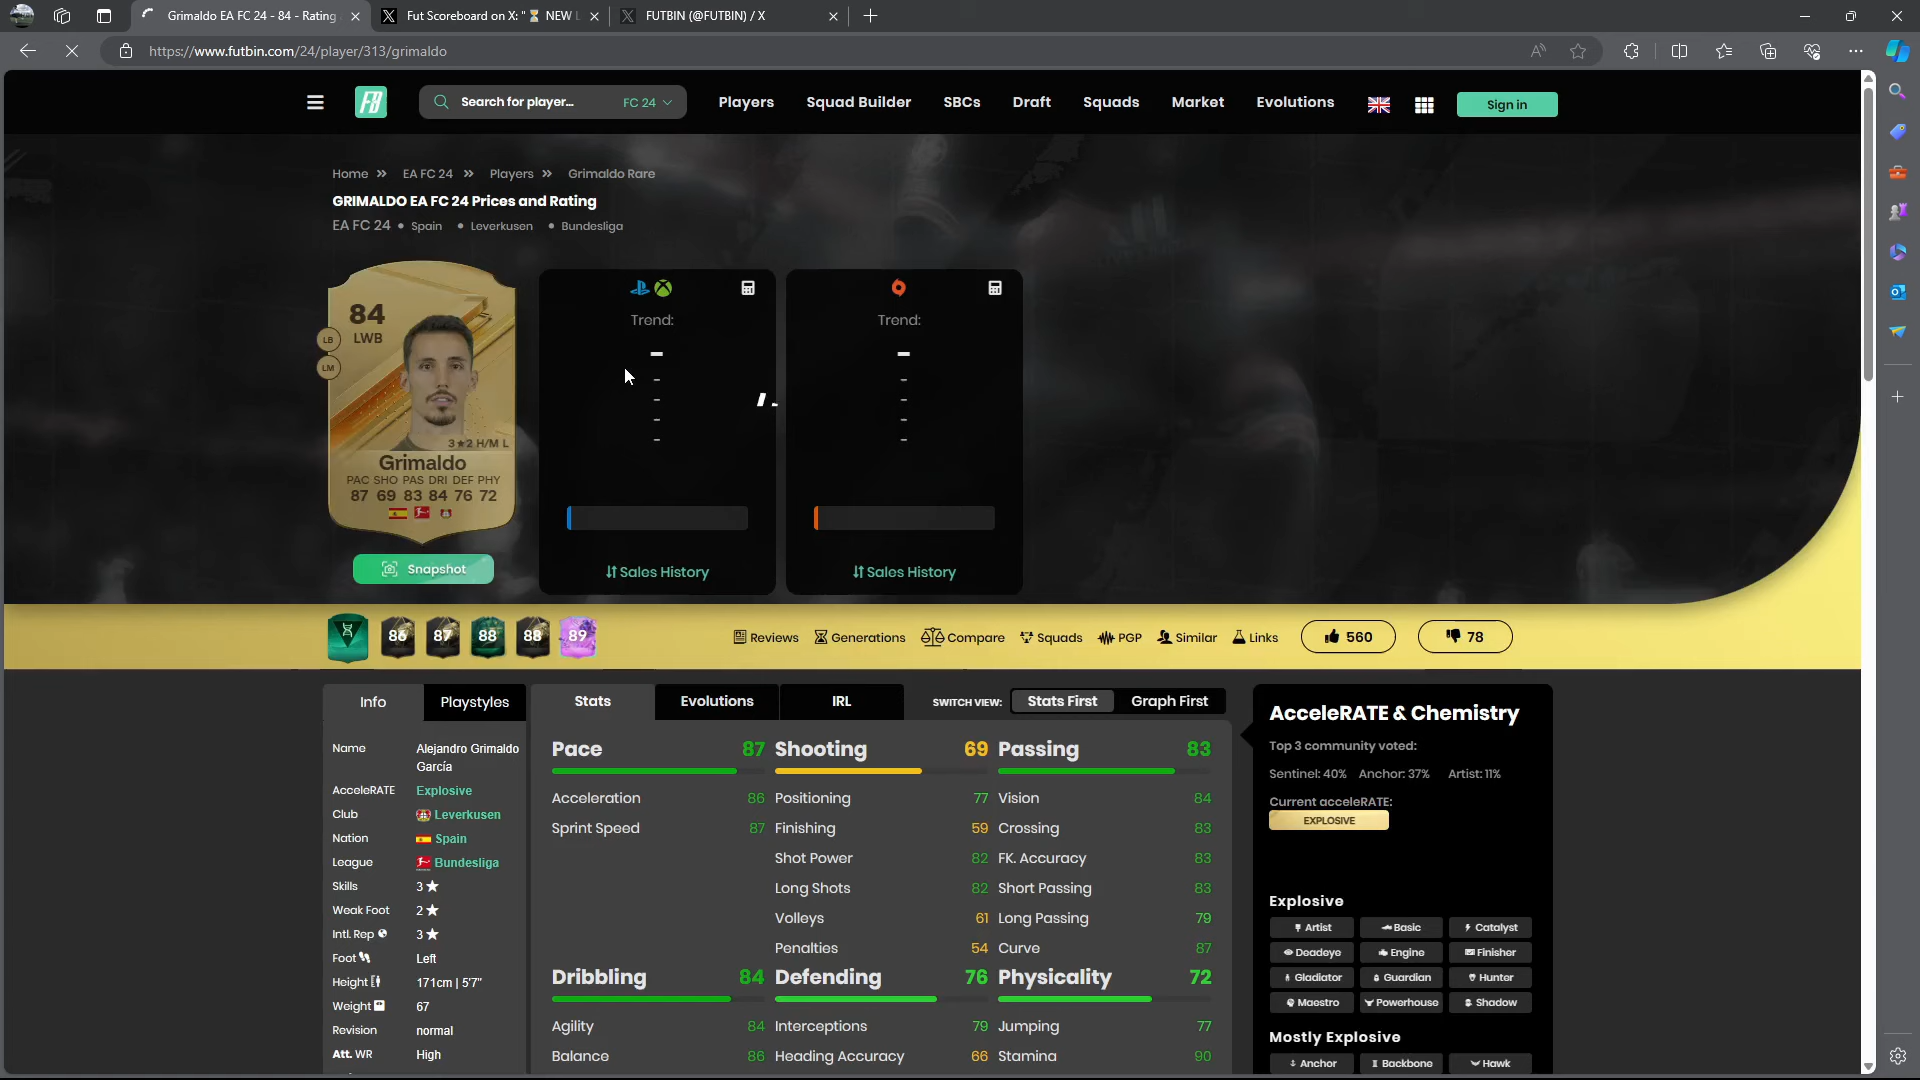 Grimaldo EA FC 24 - 84 - Rating
Fut Scoreboard on X: "⏳ NEW L
FUTBIN (@FUTBIN) / X
https://www.futbin.com/24/player/313/grimaldo
Search for player...
FC 24
Players
Squad Builder
SBCs
Draft
Squads
Market
Evolutions
Sign in
Home » EA FC 24 » Players » Grimaldo Rare
GRIMALDO EA FC 24 Prices and Rating
EA FC 24 • Spain • Leverkusen • Bundesliga
84
LWB
LB
LM
3★2 H/M L
Grimaldo
PAC SHO PAS DRI DEF PHY
87 69 83 84 76 72
Snapshot
Trend:
-
-
-
-
-
Sales History
Trend:
-
-
-
-
-
Sales History
86
87
88
88
89
Reviews
Generations
Compare
Squads
PGP
Similar
Links
560
78
Info
Playstyles
Name Alejandro Grimaldo
García
AcceleRATE Explosive
Club Leverkusen
Nation Spain
League Bundesliga
Skills 3 ★
Weak Foot 2 ★
Intl. Rep 3 ★
Foot Left
Height 171cm | 5'7"
Weight 67
Revision normal
Att. WR High
Stats
Evolutions
IRL
SWITCH VIEW:
Stats First
Graph First
Pace 87
Acceleration 86
Sprint Speed 87
Shooting 69
Positioning 77
Finishing 59
Shot Power 82
Long Shots 82
Volleys 61
Penalties 54
Passing 83
Vision 84
Crossing 83
FK. Accuracy 83
Short Passing 83
Long Passing 79
Curve 87
Dribbling 84
Agility 84
Balance 86
Defending 76
Interceptions 79
Heading Accuracy 66
Physicality 72
Jumping 77
Stamina 90
AcceleRATE & Chemistry
Top 3 community voted:
Sentinel: 40% Anchor: 37% Artist: 11%
Current acceleRATE:
EXPLOSIVE
Explosive
Artist
Basic
Catalyst
Deadeye
Engine
Finisher
Gladiator
Guardian
Hunter
Maestro
Powerhouse
Shadow
Mostly Explosive
Anchor
Backbone
Hawk